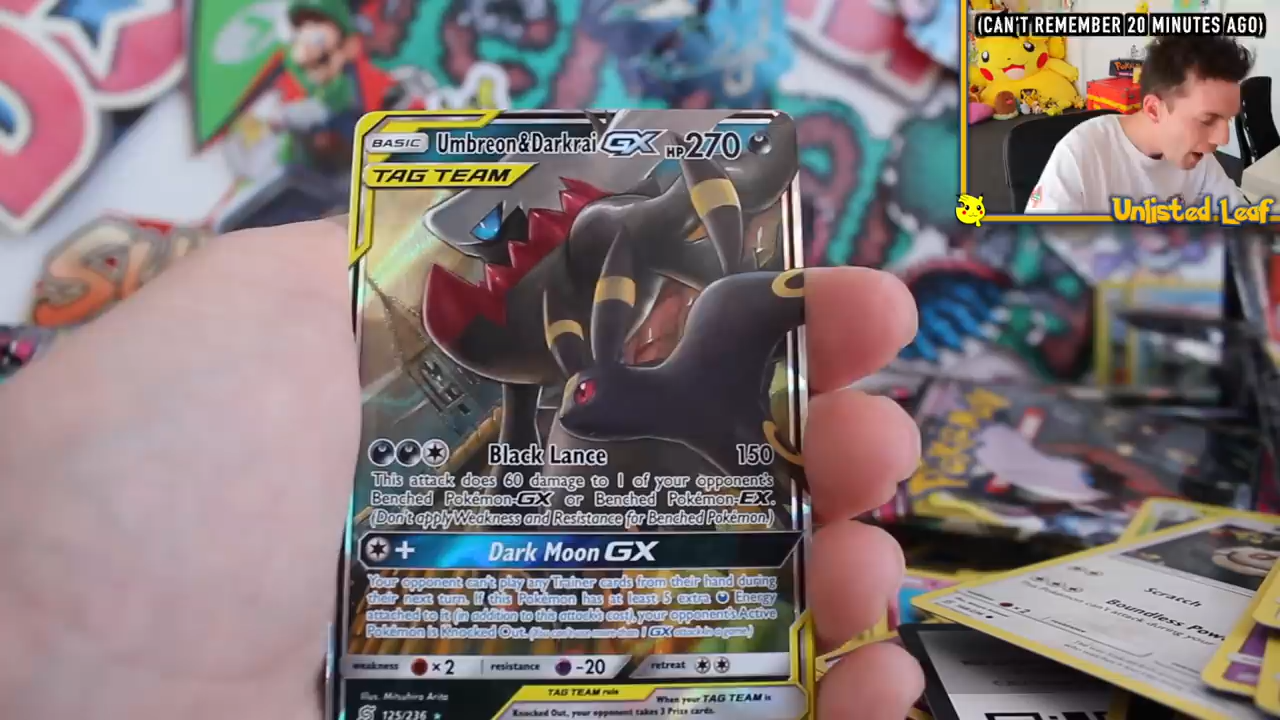 (CAN'T REMEMBER 20 MINUTES AGO)
Unlisted Leaf
BASIC Umbreon&Darkrai GX HP270
TAG TEAM
Black Lance 150
This attack does 60 damage to 1 of your opponent's
Benched Pokémon-GX or Benched Pokémon-EX.
(Don't apply Weakness and Resistance for Benched Pokémon.)
+ Dark Moon GX
Your opponent can't play any Trainer cards from their hand during
their next turn. If this Pokémon has at least 5 extra Energy
attached to it (in addition to this attack's cost), your opponent's Active
Pokémon is Knocked Out. (You can't use more than 1 GX attack in a game.)
weakness ×2 resistance -20 retreat
Illus. Mitsuhiro Arita
125/236
TAG TEAM rule
When your TAG TEAM is
Knocked Out, your opponent takes 3 Prize cards.
Pokémon
Scratch
Boundless Pow